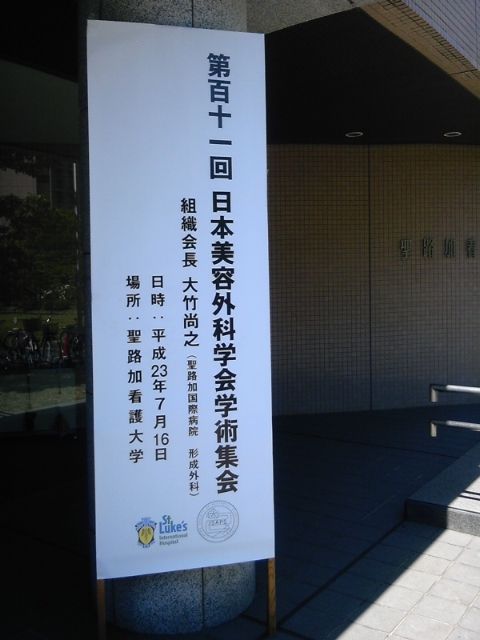 第百十一回 日本美容外科学会学術集会
組織会長 大竹尚之（聖路加国際病院 形成外科）
日時：平成23年7月16日
場所：聖路加看護大学
St.
Luke's
International
Hospital
聖路加看